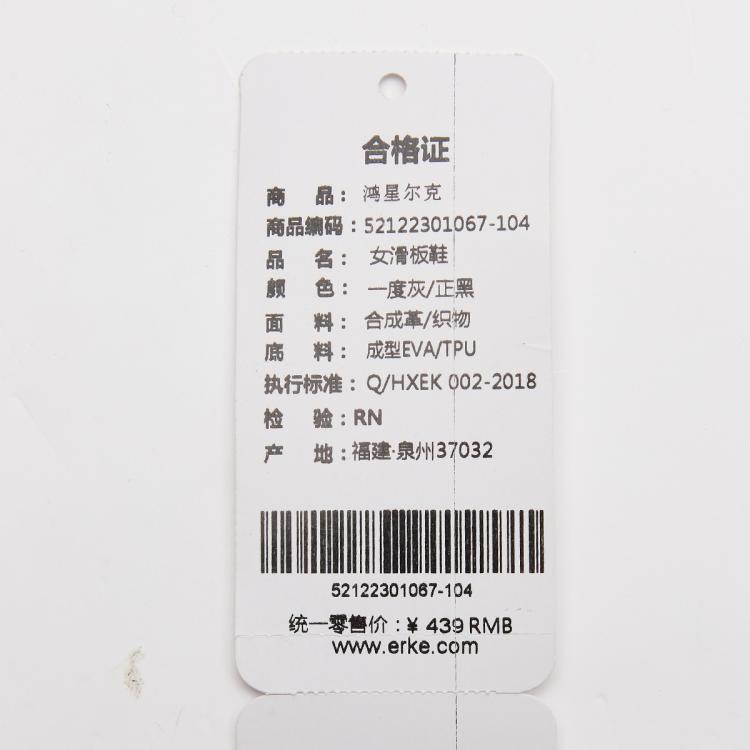 合格证
商 品：鸿星尔克
商品编码：52122301067-104
品 名：女滑板鞋
颜 色：一度灰/正黑
面 料：合成革/织物
底 料：成型EVA/TPU
执行标准：Q/HXEK 002-2018
检 验：RN
产 地：福建·泉州37032
52122301067-104
统一零售价：¥ 439 RMB
www.erke.com